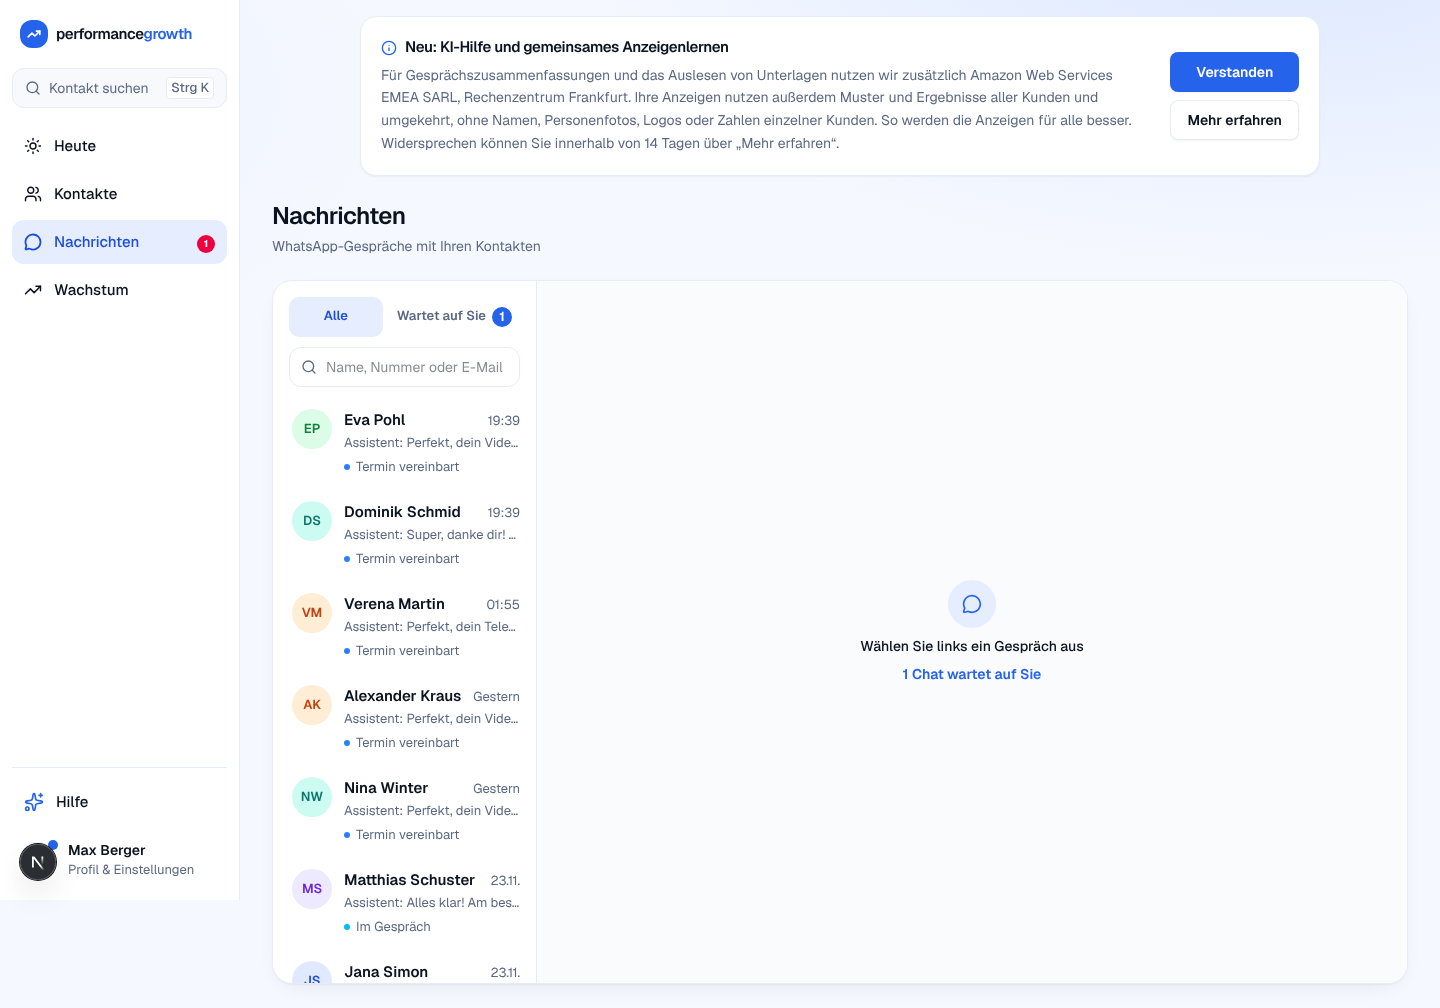 performancegrowth
Kontakt suchen Strg K
Heute
Kontakte
Nachrichten 1
Wachstum
Hilfe
Max Berger
Profil & Einstellungen
Neu: KI-Hilfe und gemeinsames Anzeigenlernen
Für Gesprächszusammenfassungen und das Auslesen von Unterlagen nutzen wir zusätzlich Amazon Web Services
EMEA SARL, Rechenzentrum Frankfurt. Ihre Anzeigen nutzen außerdem Muster und Ergebnisse aller Kunden und
umgekehrt, ohne Namen, Personenfotos, Logos oder Zahlen einzelner Kunden. So werden die Anzeigen für alle besser.
Widersprechen können Sie innerhalb von 14 Tagen über „Mehr erfahren“.
Verstanden
Mehr erfahren
Nachrichten
WhatsApp-Gespräche mit Ihren Kontakten
Alle Wartet auf Sie 1
Name, Nummer oder E-Mail
EP Eva Pohl 19:39
Assistent: Perfekt, dein Vide…
Termin vereinbart
DS Dominik Schmid 19:39
Assistent: Super, danke dir! …
Termin vereinbart
VM Verena Martin 01:55
Assistent: Perfekt, dein Tele…
Termin vereinbart
AK Alexander Kraus Gestern
Assistent: Perfekt, dein Vide…
Termin vereinbart
NW Nina Winter Gestern
Assistent: Perfekt, dein Vide…
Termin vereinbart
MS Matthias Schuster 23.11.
Assistent: Alles klar! Am bes…
Im Gespräch
JS Jana Simon 23.11.
Wählen Sie links ein Gespräch aus
1 Chat wartet auf Sie